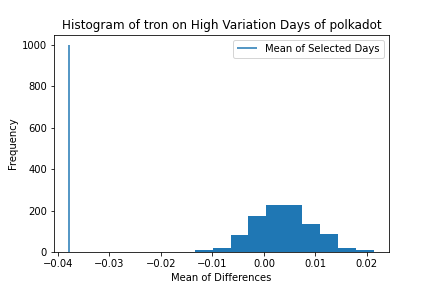 Histogram of tron on High Variation Days of polkadot
Mean of Selected Days
Frequency
1000
800
600
400
200
0
−0.04 −0.03 −0.02 −0.01 0.00 0.01 0.02
Mean of Differences